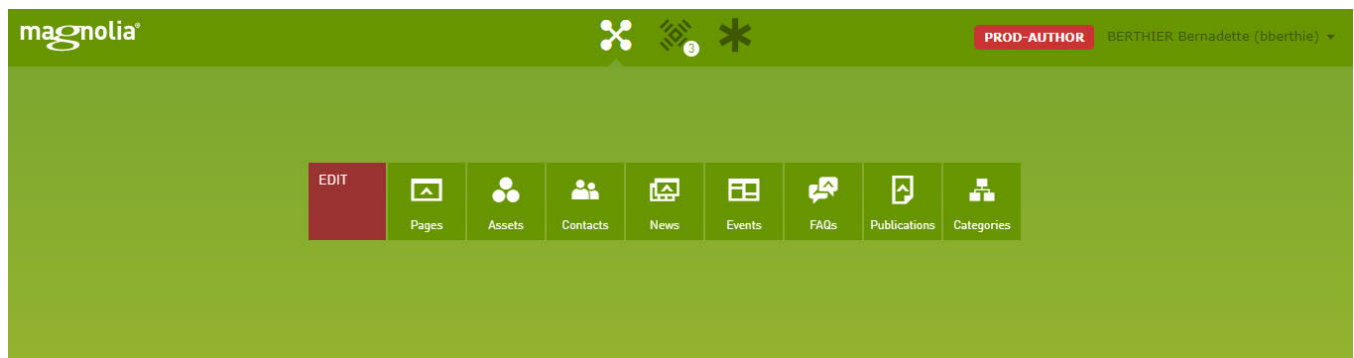 magnolia®
3
PROD-AUTHOR
BERTHIER Bernadette (bberthie)
EDIT
Pages
Assets
Contacts
News
Events
FAQs
Publications
Categories